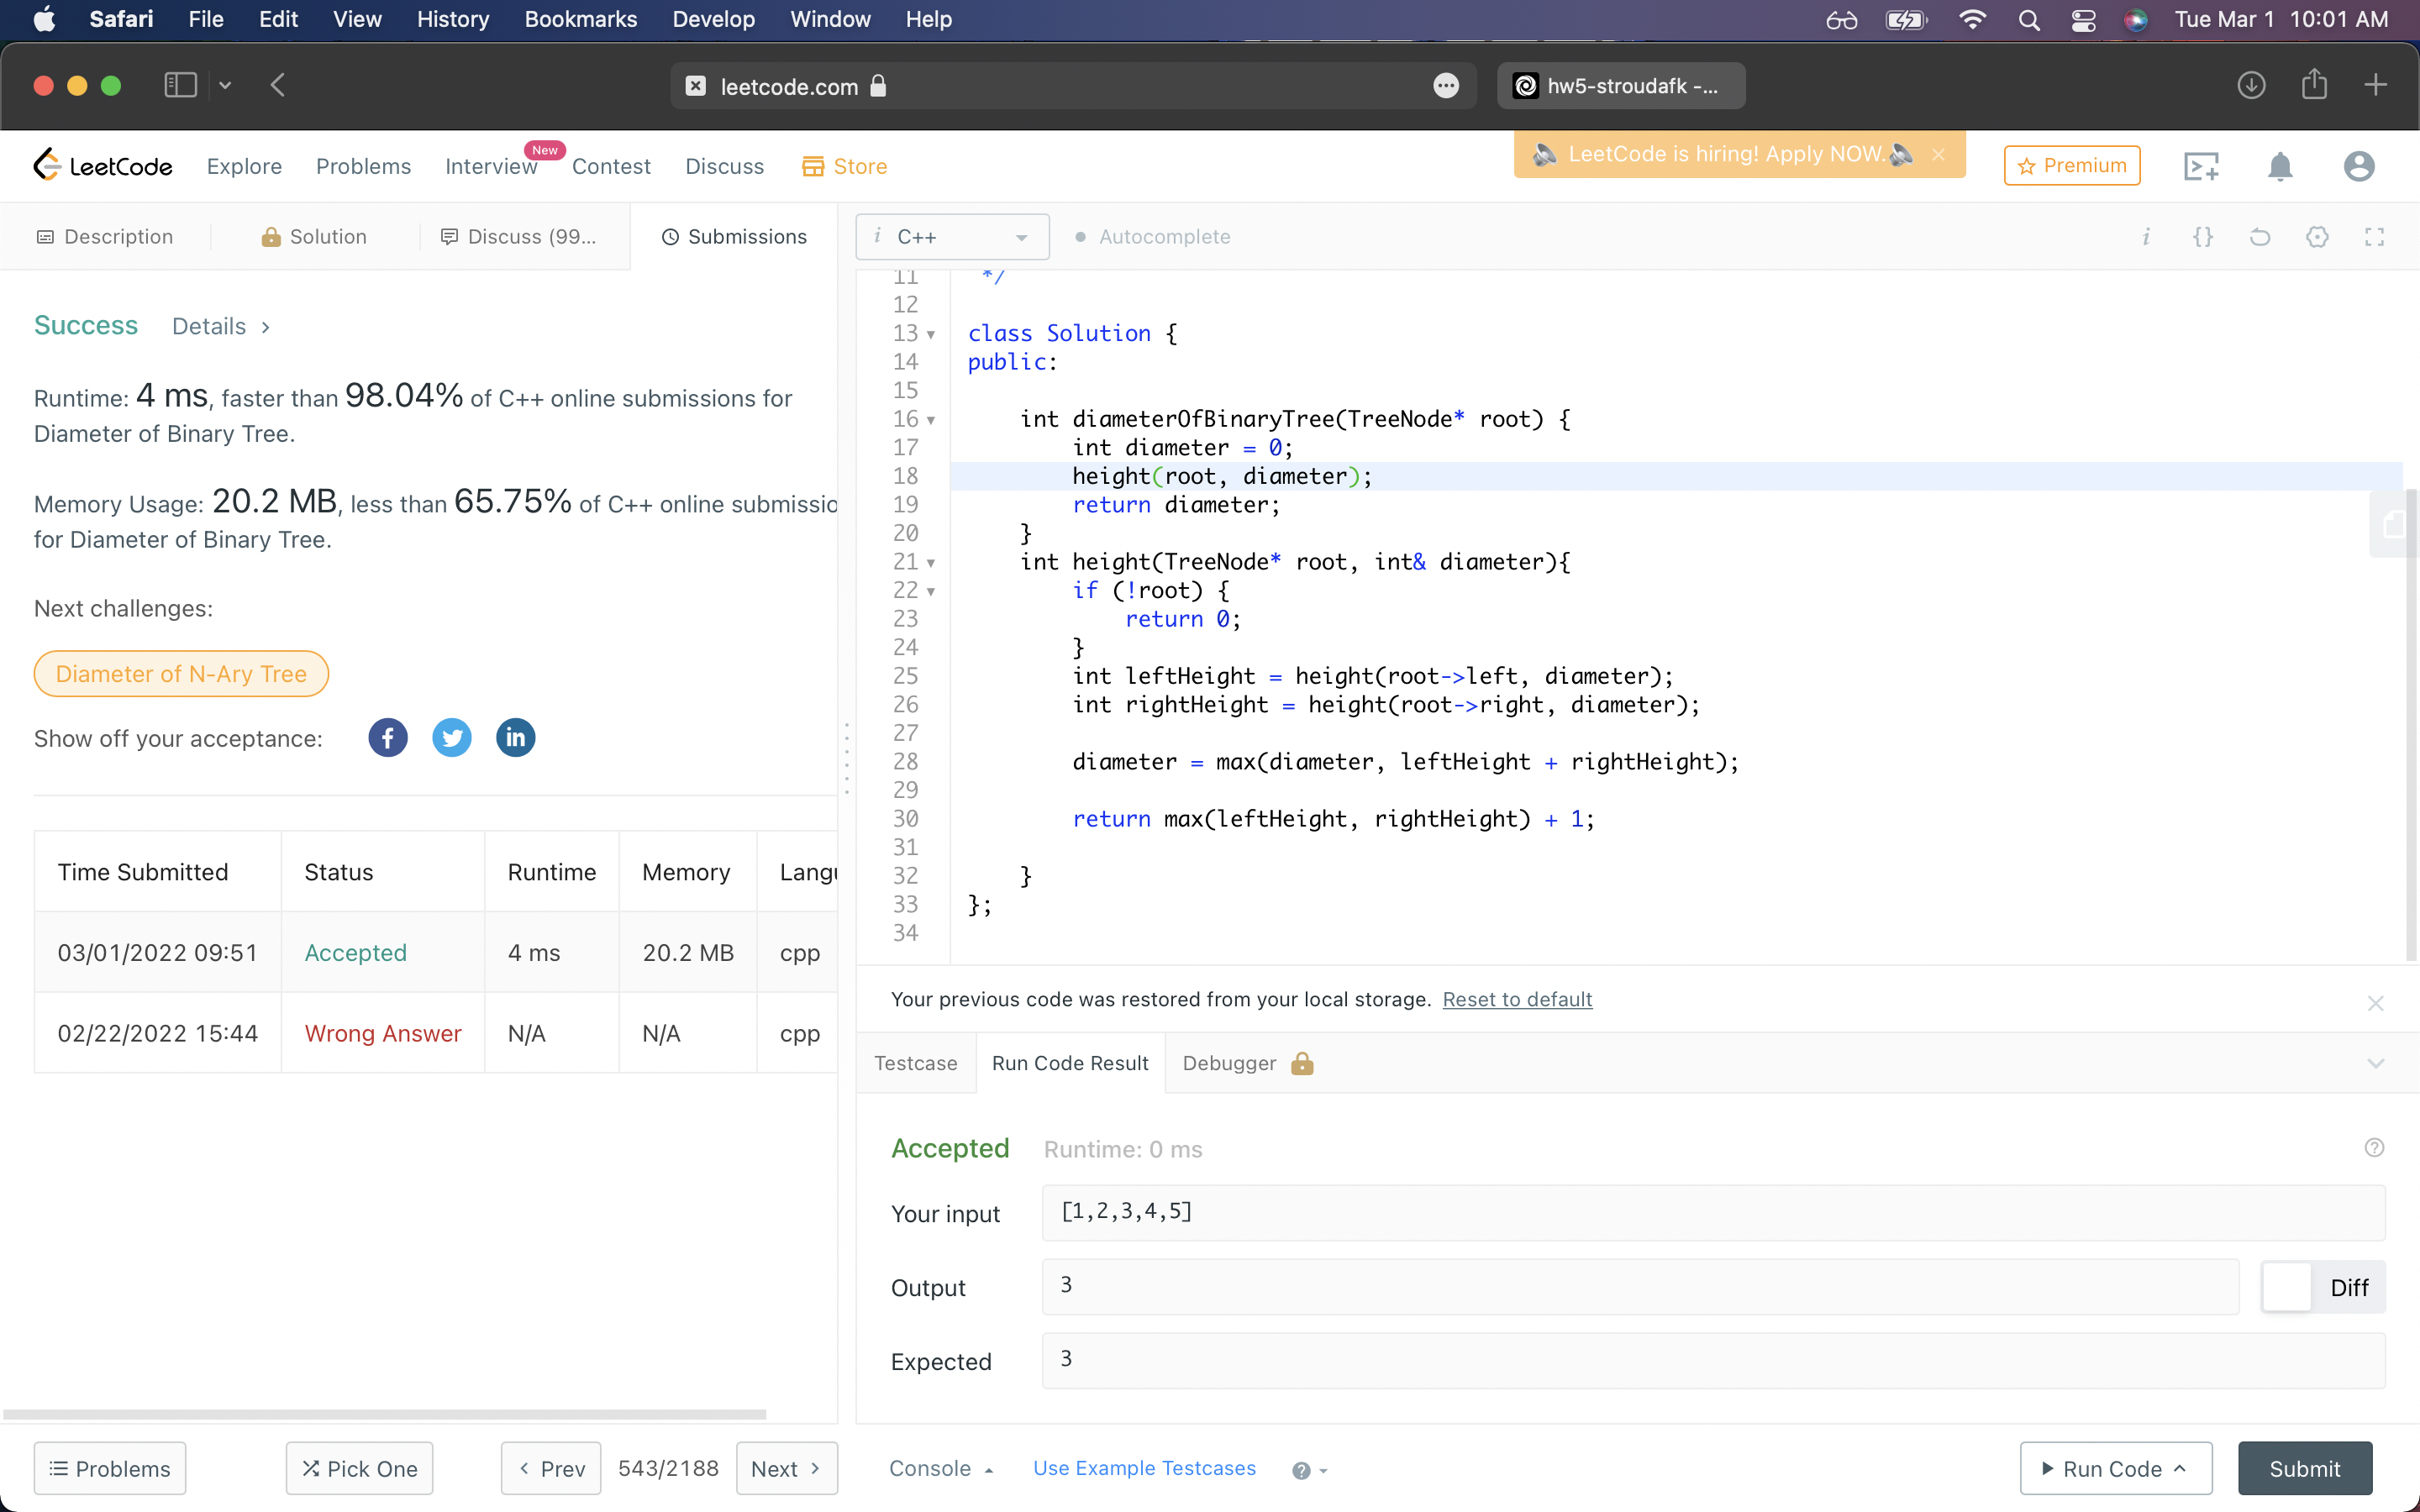 Safari File Edit View History Bookmarks Develop Window Help Tue Mar 1 10:01 AM
leetcode.com hw5-stroudafk -...
LeetCode Explore Problems Interview New Contest Discuss Store LeetCode is hiring! Apply NOW. Premium
Description Solution Discuss (99... Submissions
i C++ Autocomplete i {}
Success Details >
Runtime: 4 ms, faster than 98.04% of C++ online submissions for
Diameter of Binary Tree.
Memory Usage: 20.2 MB, less than 65.75% of C++ online submissio
for Diameter of Binary Tree.
Next challenges:
Diameter of N-Ary Tree
Show off your acceptance: f in
Time Submitted Status Runtime Memory Langu
03/01/2022 09:51 Accepted 4 ms 20.2 MB cpp
02/22/2022 15:44 Wrong Answer N/A N/A cpp
11 */
12
13 class Solution {
14 public:
15
16 int diameterOfBinaryTree(TreeNode* root) {
17 int diameter = 0;
18 height(root, diameter);
19 return diameter;
20 }
21 int height(TreeNode* root, int& diameter){
22 if (!root) {
23 return 0;
24 }
25 int leftHeight = height(root->left, diameter);
26 int rightHeight = height(root->right, diameter);
27
28 diameter = max(diameter, leftHeight + rightHeight);
29
30 return max(leftHeight, rightHeight) + 1;
31
32 }
33 };
34
Your previous code was restored from your local storage. Reset to default
Testcase Run Code Result Debugger
Accepted Runtime: 0 ms
Your input [1,2,3,4,5]
Output 3 Diff
Expected 3
Problems Pick One < Prev 543/2188 Next > Console Use Example Testcases ? Run Code Submit